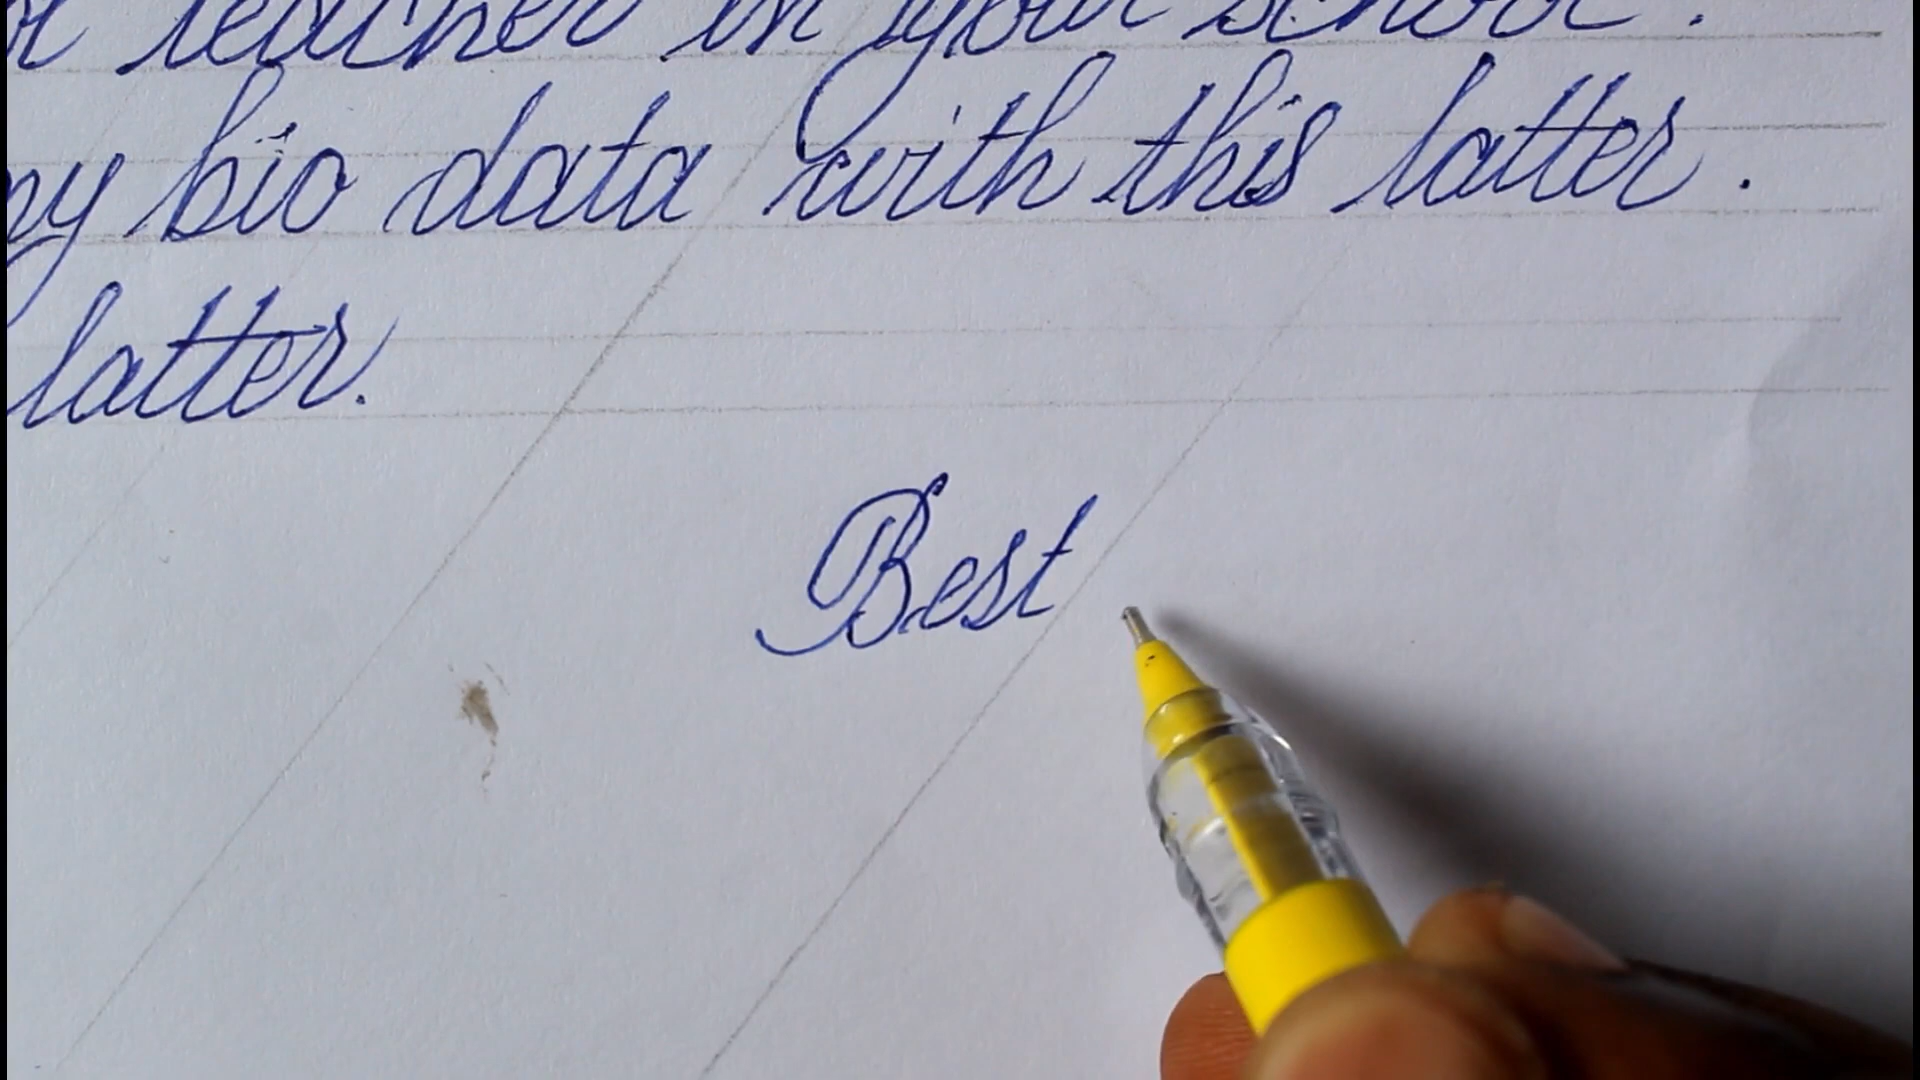 teacher in your school.
bio data with this latter.
latter.
Best